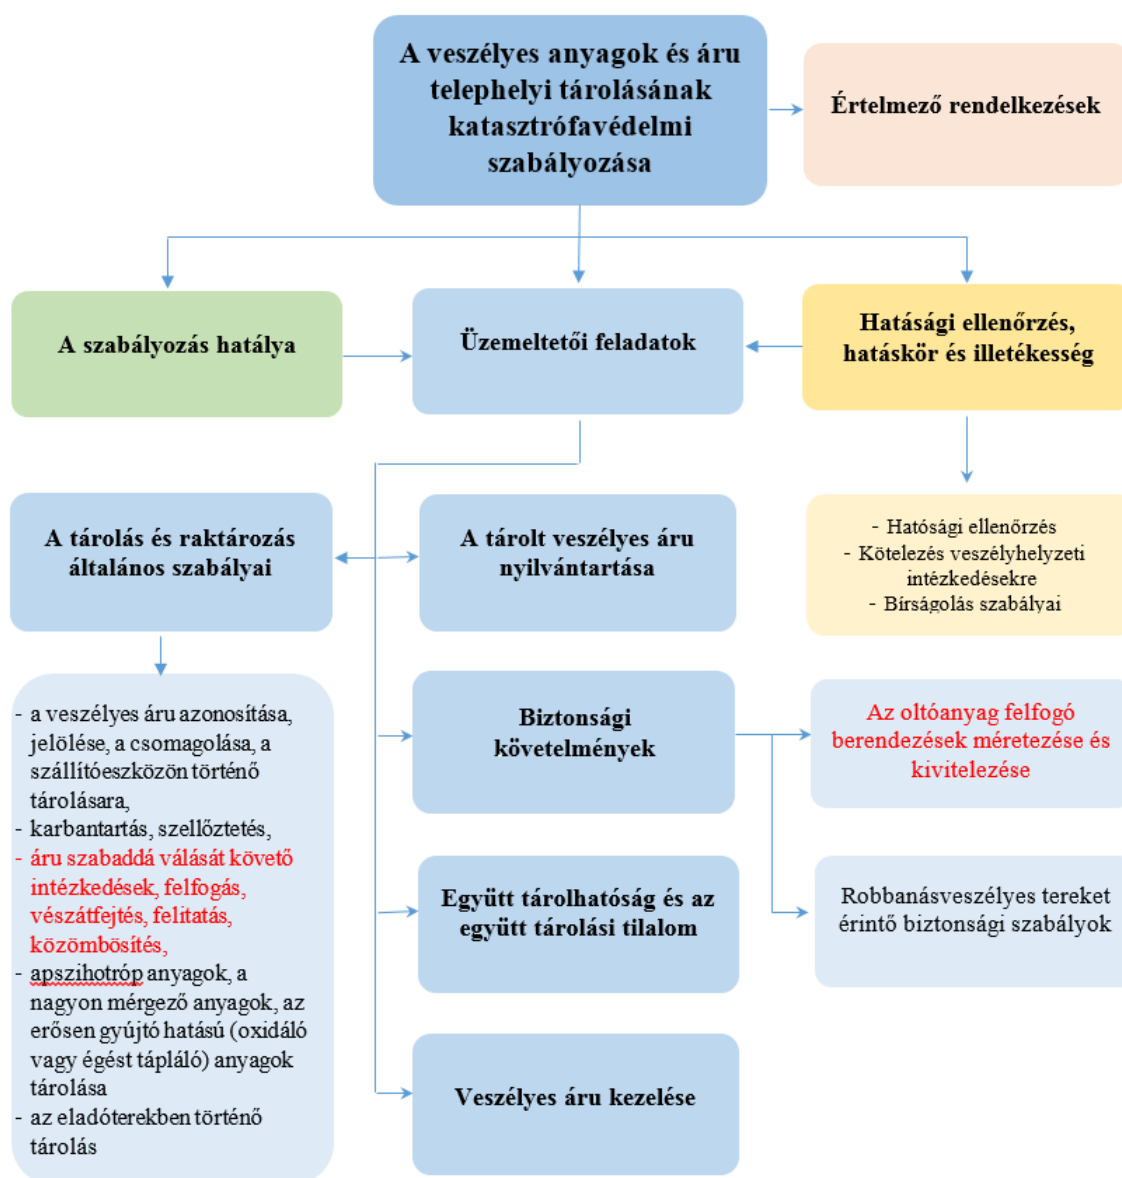 A veszélyes anyagok és áru
telephelyi tárolásának
katasztrófavédelmi
szabályozása
Értelmező rendelkezések
A szabályozás hatálya
Üzemeltetői feladatok
Hatásági ellenőrzés,
hatáskör és illetékesség
A tárolás és raktározás
általános szabályai
A tárolt veszélyes áru
nyilvántartása
- Hatósági ellenőrzés
- Kötelezés veszélyhelyzeti
intézkedésekre
- Bírságolás szabályai
- a veszélyes áru azonosítása,
jelölése, a csomagolása, a
szállítóeszközön történő
tárolásara,
- karbantartás, szellőztetés,
- áru szabaddá válását követő
intézkedések, felfogás,
vészátfejtés, felitatás,
közömbösítés,
- apszihotróp anyagok, a
nagyon mérgező anyagok, az
erősen gyújtó hatású (oxidáló
vagy égést tápláló) anyagok
tárolása
- az eladóterekben történő
tárolás
Biztonsági
követelmények
Az oltóanyag felfogó
berendezések méretezése és
kivitelezése
Együtt tárolhatóság és az
együtt tárolási tilalom
Robbanásveszélyes tereket
érintő biztonsági szabályok
Veszélyes áru kezelése